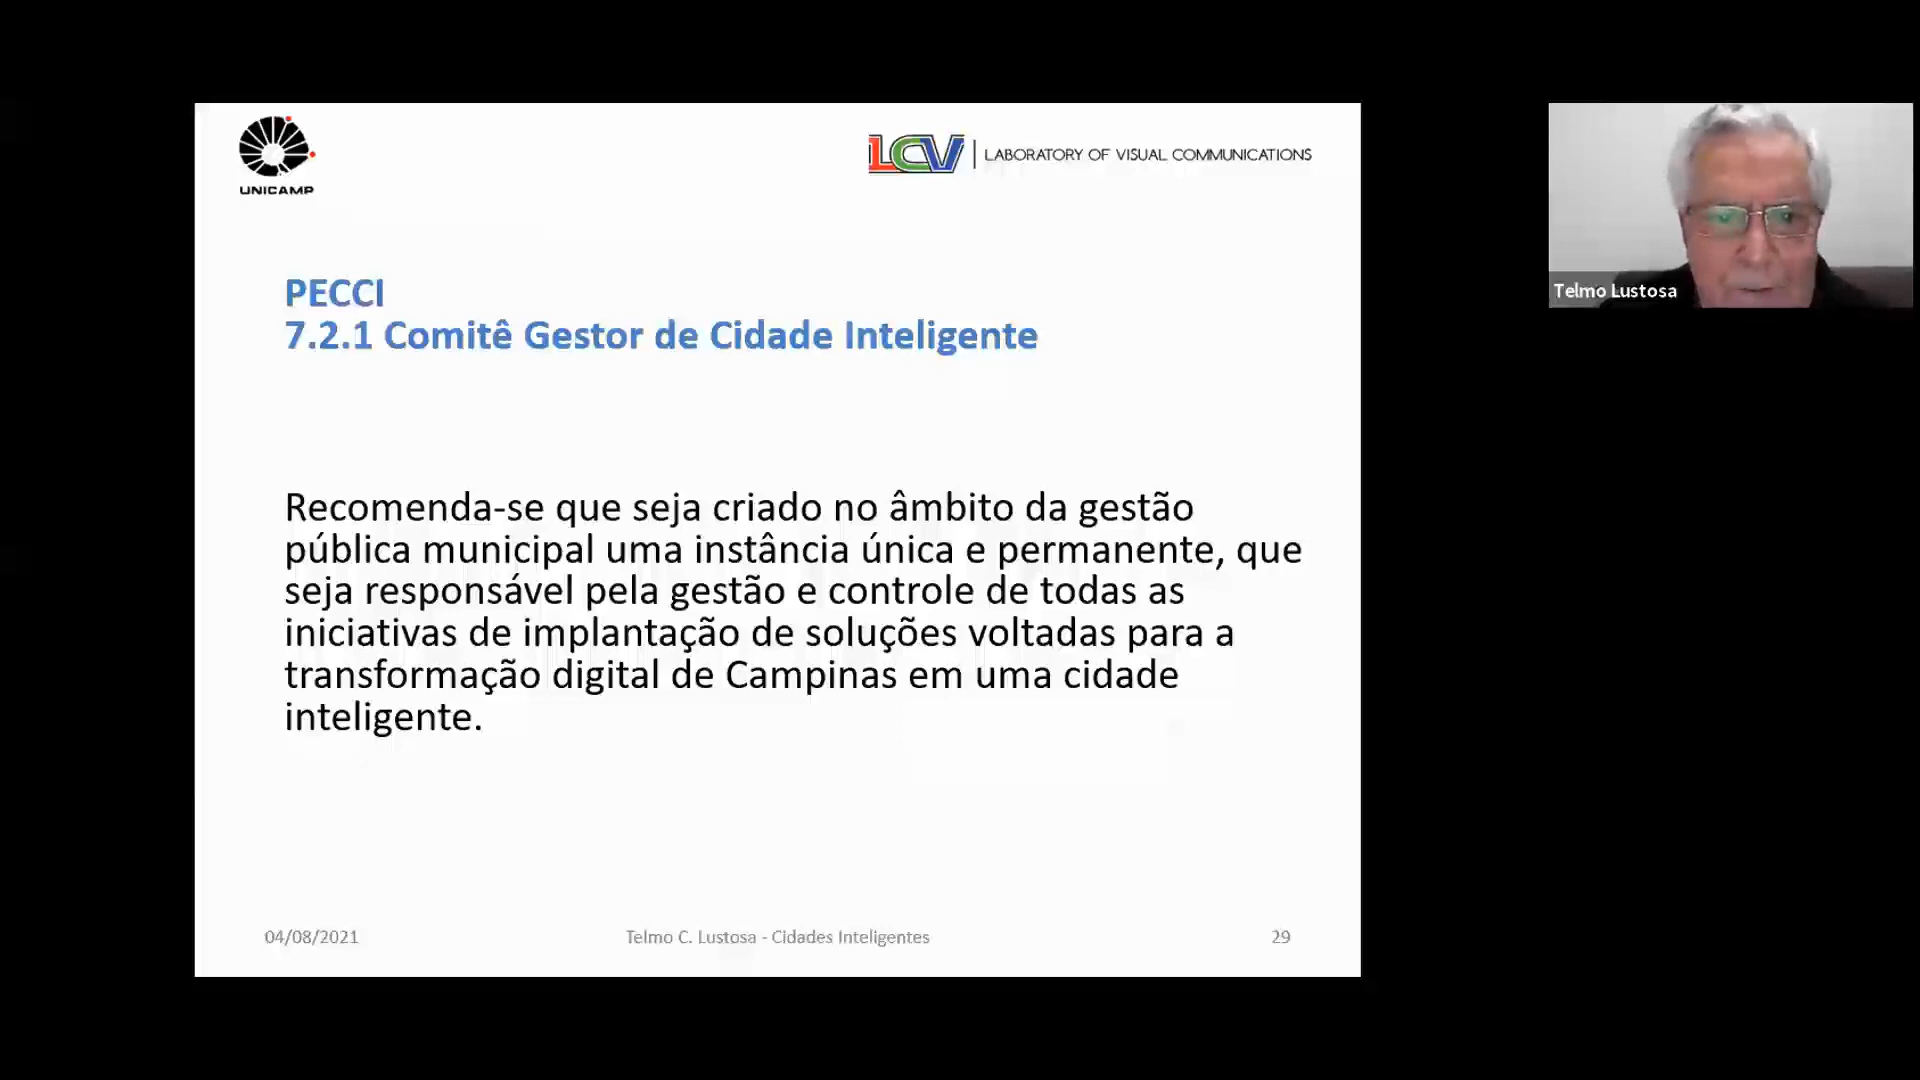 UNICAMP
LCV | LABORATORY OF VISUAL COMMUNICATIONS
Telmo Lustosa
PECCI
7.2.1 Comitê Gestor de Cidade Inteligente
Recomenda-se que seja criado no âmbito da gestão
pública municipal uma instância única e permanente, que
seja responsável pela gestão e controle de todas as
iniciativas de implantação de soluções voltadas para a
transformação digital de Campinas em uma cidade
inteligente.
04/08/2021
Telmo C. Lustosa - Cidades Inteligentes
29